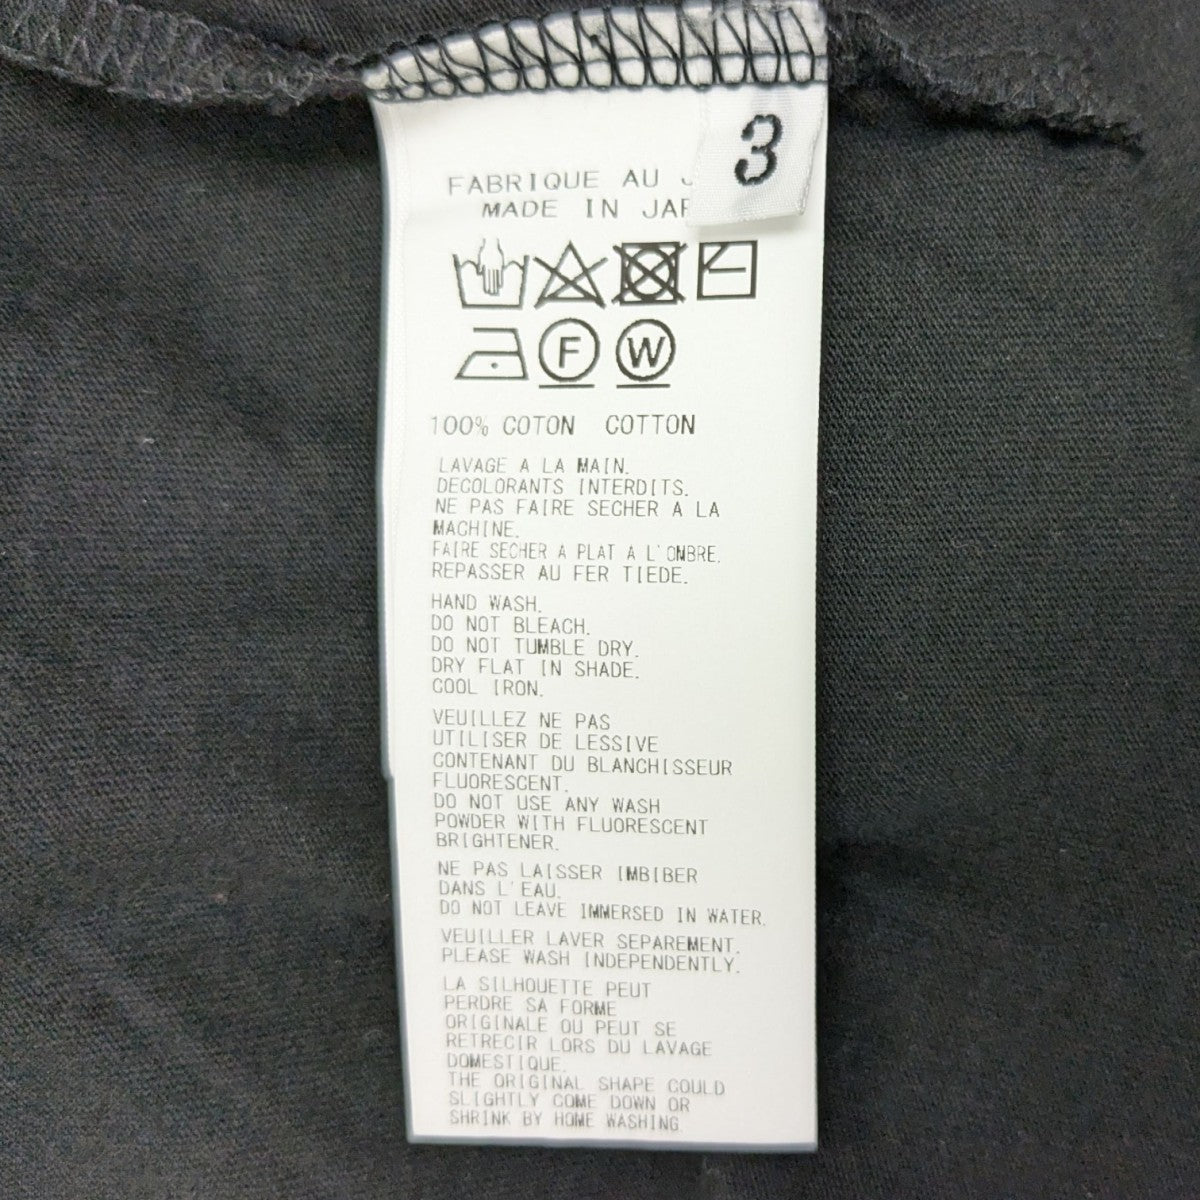 3
FABRIQUE AU
MADE IN
F W
100% COTON COTTON
LAVAGE A LA MAIN.
DECOLORANTS INTERDITS.
NE PAS FAIRE SECHER A LA
MACHINE.
FAIRE SECHER A PLAT A L'OMBRE.
REPASSER AU FER TIEDE.
HAND WASH.
DO NOT BLEACH.
DO NOT TUMBLE DRY.
DRY FLAT IN SHADE.
COOL IRON.
VEUILLEZ NE PAS
UTILISER DE LESSIVE
CONTENANT DU BLANCHISSEUR
FLUORESCENT.
DO NOT USE ANY WASH
POWDER WITH FLUORESCENT
BRIGHTENER.
NE PAS LAISSER IMBIBER
DANS L'EAU.
DO NOT LEAVE IMMERSED IN WATER.
VEUILLER LAVER SEPAREMENT.
PLEASE WASH INDEPENDENTLY.
LA SILHOUETTE PEUT
PERDRE SA FORME
ORIGINALE OU PEUT SE
RETRECIR LORS DU LAVAGE
DOMESTIQUE.
THE ORIGINAL SHAPE COULD
SLIGHTLY COME DOWN OR
SHRINK BY HOME WASHING.